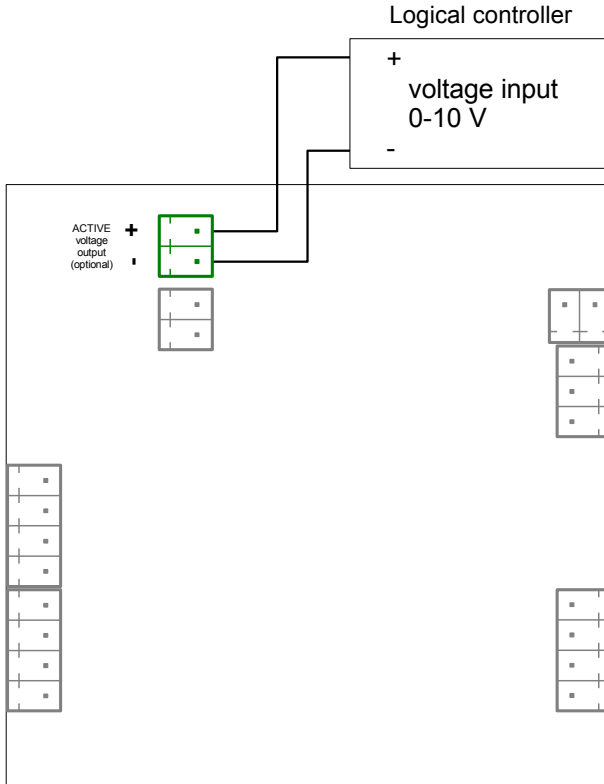 Logical controller
+
voltage input
0-10 V
-
ACTIVE +
voltage
output
(optional) -